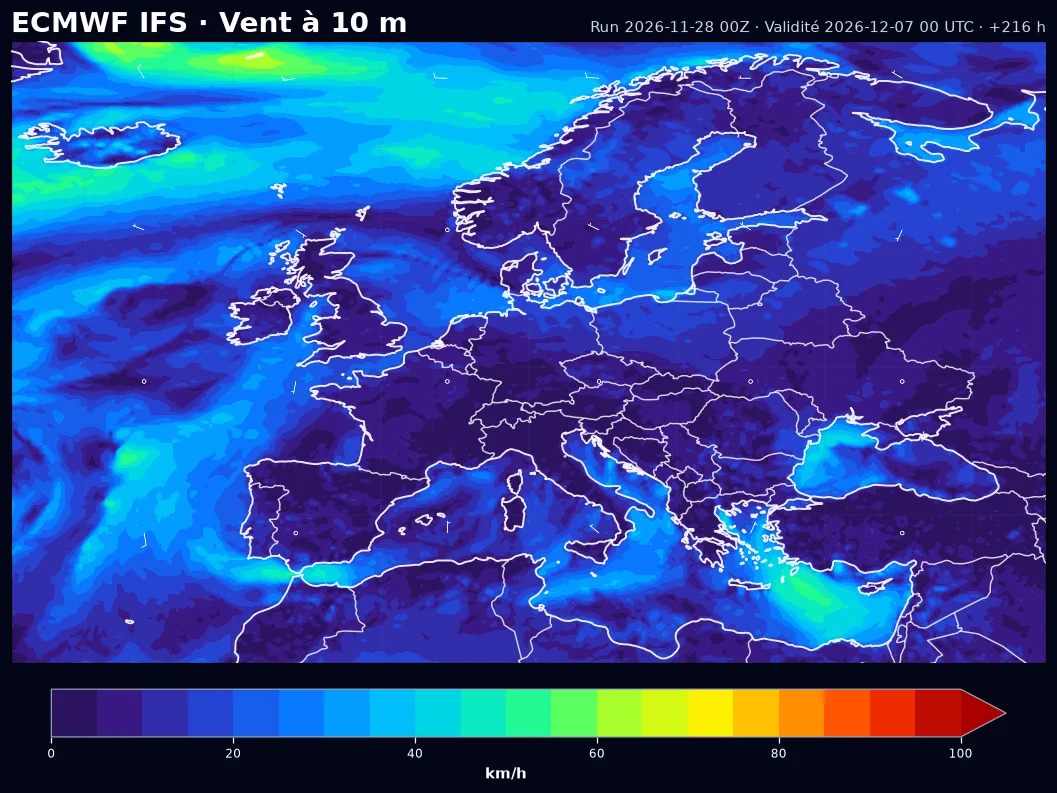 ECMWF IFS · Vent à 10 m
Run 2026-11-28 00Z · Validité 2026-12-07 00 UTC · +216 h
0 20 40 60 80 100
km/h